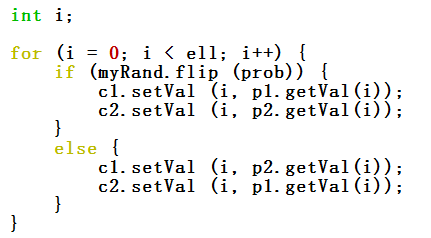 int i;
for (i = 0; i < ell; i++) {
    if (myRand.flip (prob)) {
        c1.setVal (i, p1.getVal(i));
        c2.setVal (i, p2.getVal(i));
    }
    else {
        c1.setVal (i, p2.getVal(i));
        c2.setVal (i, p1.getVal(i));
    }
}